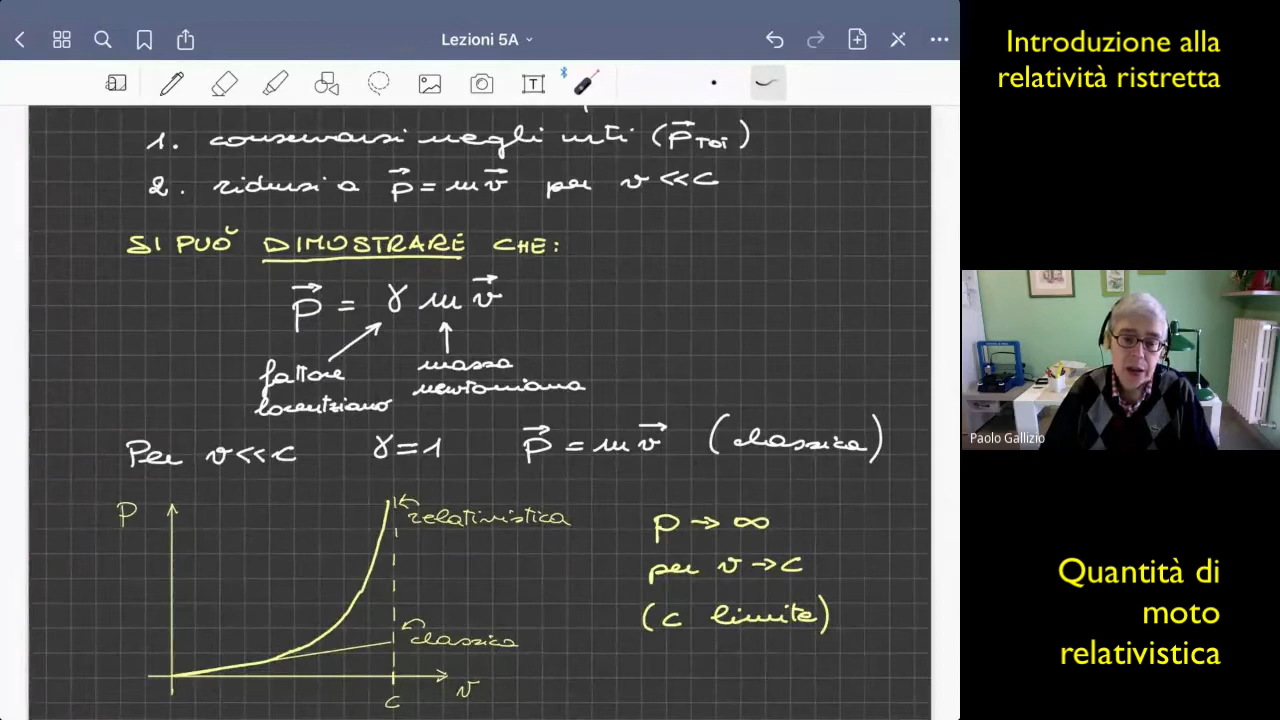 Lezioni 5A
Introduzione alla
relatività ristretta
1. conservarsi negli urti (p⃗ TOT)
2. ridursi a p⃗ = m v⃗ per v << c
SI PUÒ DIMOSTRARE CHE:
p⃗ = γ m v⃗
fattore
lorentziano
massa
newtoniana
Per v << c γ = 1 p⃗ = m v⃗ (classica)
P
relativistica
classica
c
v
p → ∞
per v → c
(c limite)
Paolo Gallizio
Quantità di
moto
relativistica